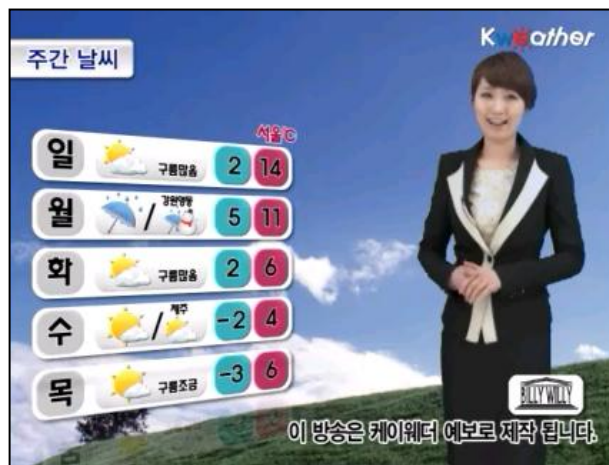 Kweather
주간 날씨
서울℃
일 구름많음 2 14
월 / 강원영동 5 11
화 구름많음 2 6
수 / 제주 -2 4
목 구름조금 -3 6
BILLY WILLY
이 방송은 케이웨더 예보로 제작 됩니다.